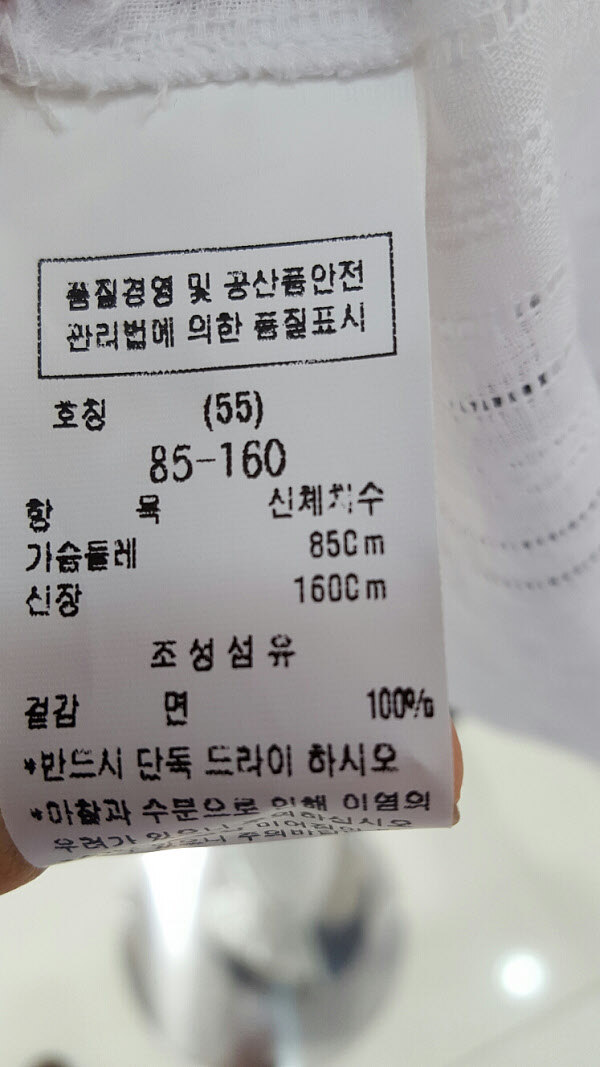 품질경영 및 공산품안전
관리법에 의한 품질표시
호칭 (55)
85-160
항 목 신체치수
가슴둘레 85Cm
신장 160Cm
조성섬유
겉감 면 100%
*반드시 단독 드라이 하시오
*마찰과 수분으로 인해 이염의
우려가